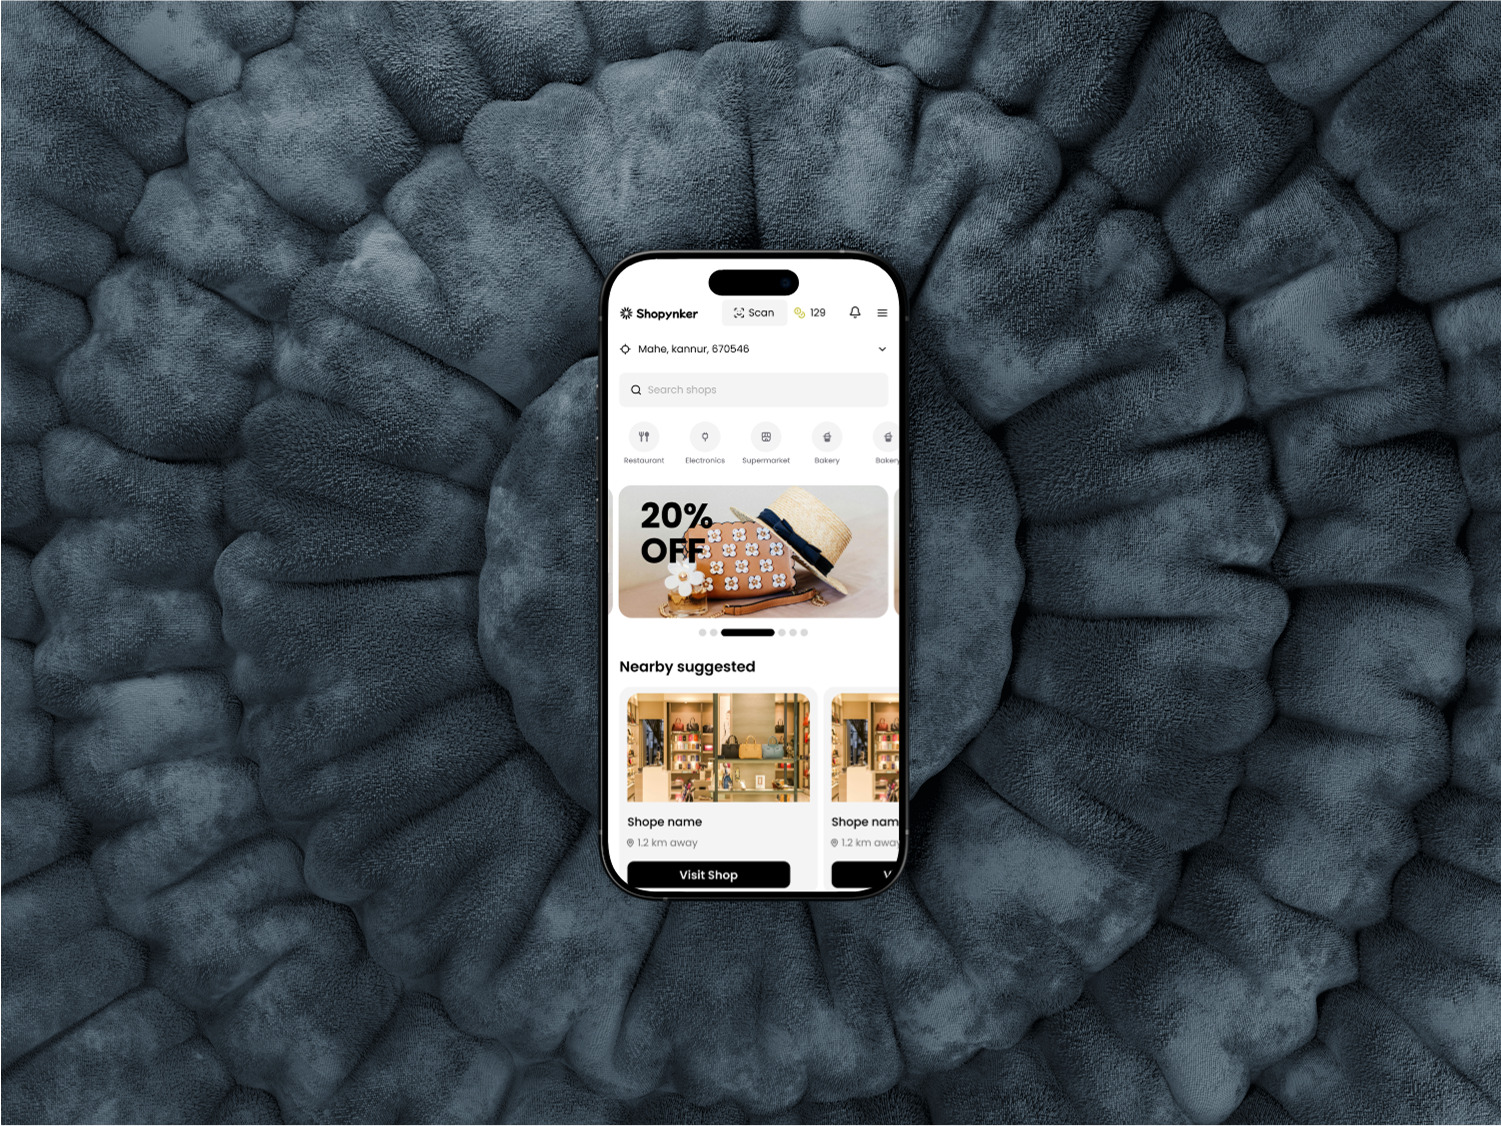 Shopynker
Scan
129
Mahe, kannur, 670546
Search shops
Restaurant
Electronics
Supermarket
Bakery
Bakery
20%
OFF
Nearby suggested
Shope name
Shope nam
1.2 km away
1.2 km away
Visit Shop
V